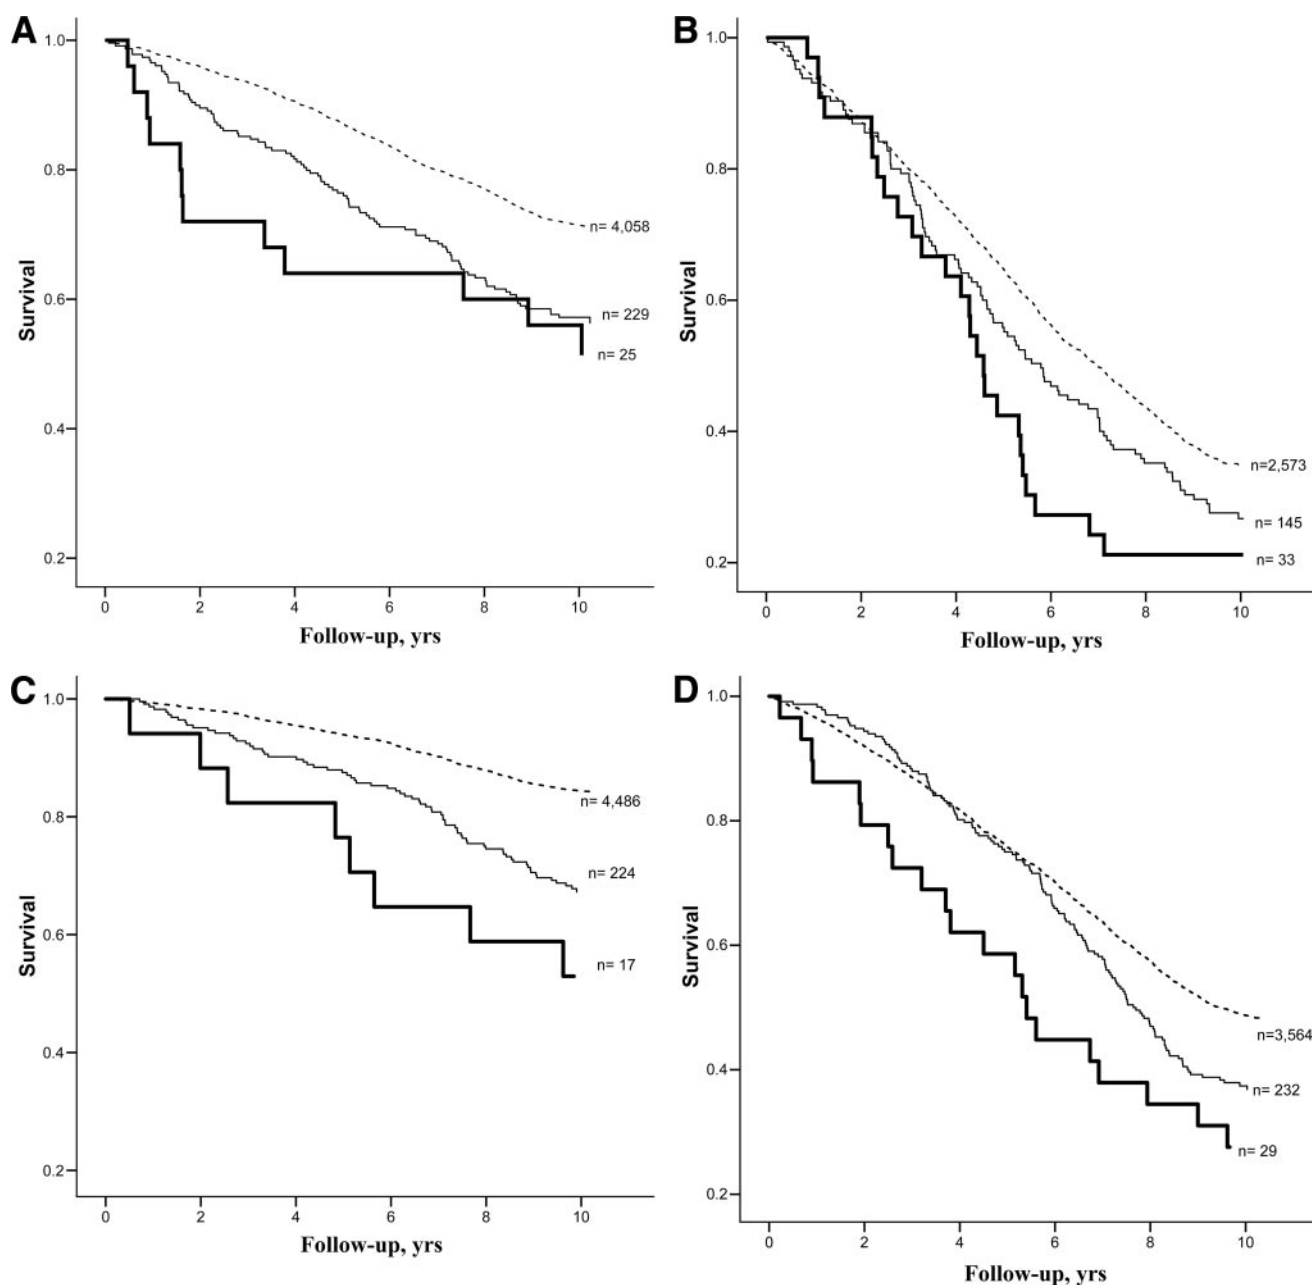 A
1.0
0.8
0.6
0.4
0.2
Survival
n= 4,058
n= 229
n= 25
0 2 4 6 8 10
Follow-up, yrs
B
1.0
0.8
0.6
0.4
0.2
Survival
n=2,573
n= 145
n= 33
0 2 4 6 8 10
Follow-up, yrs
C
1.0
0.8
0.6
0.4
0.2
Survival
n= 4,486
n= 224
n= 17
0 2 4 6 8 10
Follow-up, yrs
D
1.0
0.8
0.6
0.4
0.2
Survival
n=3,564
n= 232
n= 29
0 2 4 6 8 10
Follow-up, yrs